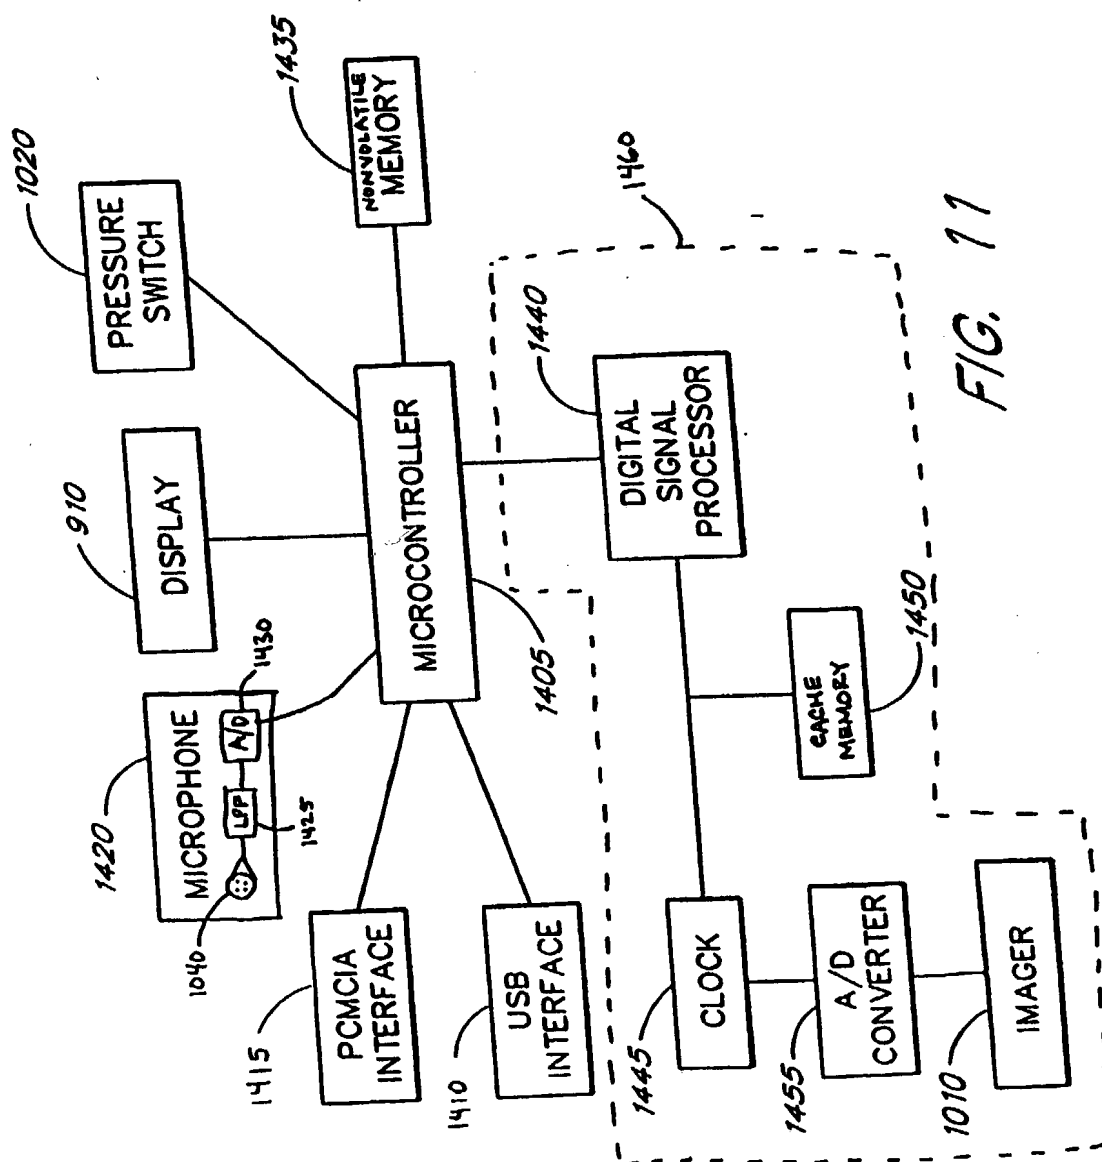 1420
MICROPHONE
1040
LPF
1425
A/D
1430
910
DISPLAY
1020
PRESSURE
SWITCH
1415
PCMCIA
INTERFACE
1410
USB
INTERFACE
MICROCONTROLLER
1405
1435
NONVOLATILE
MEMORY
1440
DIGITAL
SIGNAL
PROCESSOR
1460
1445
CLOCK
1455
A/D
CONVERTER
1010
IMAGER
CACHE
MEMORY
1450
FIG. 11